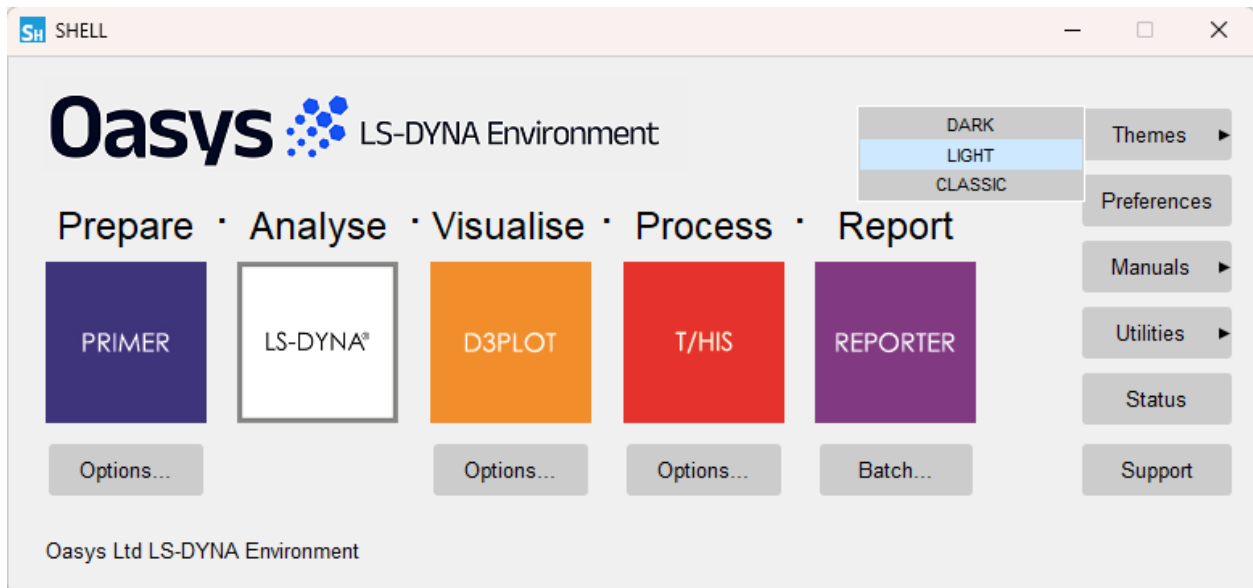 SH SHELL
Oasys LS-DYNA Environment
DARK
LIGHT
CLASSIC
Themes
Preferences
Manuals
Utilities
Status
Support
Prepare · Analyse · Visualise · Process · Report
PRIMER
LS-DYNA®
D3PLOT
T/HIS
REPORTER
Options...
Options...
Options...
Batch...
Oasys Ltd LS-DYNA Environment